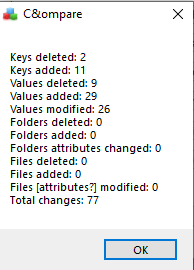 C&ompare
Keys deleted: 2
Keys added: 11
Values deleted: 9
Values added: 29
Values modified: 26
Folders deleted: 0
Folders added: 0
Folders attributes changed: 0
Files deleted: 0
Files added: 0
Files [attributes?] modified: 0
Total changes: 77
OK